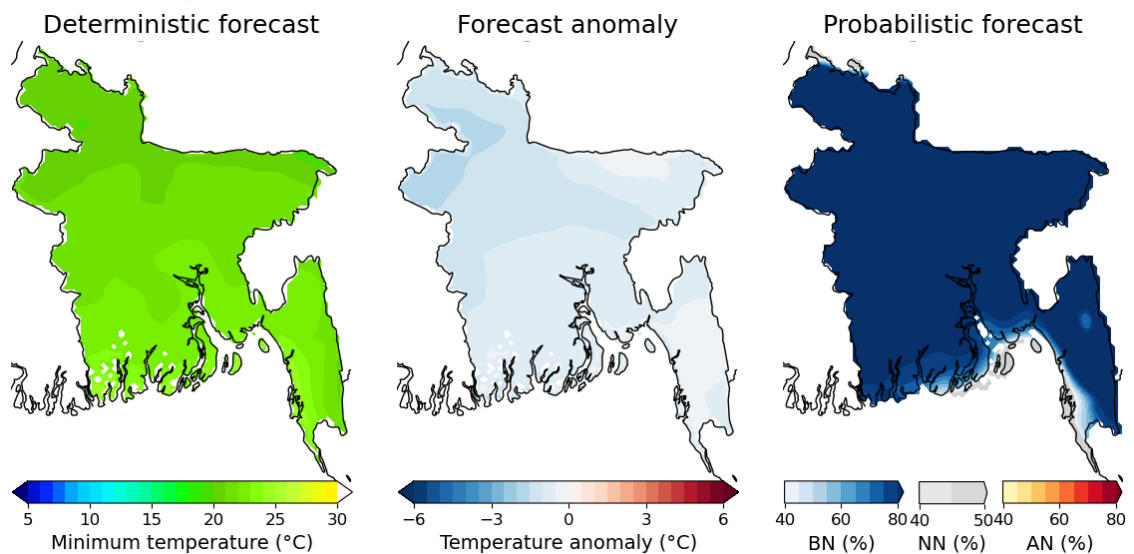 Deterministic forecast
Forecast anomaly
Probabilistic forecast
5 10 15 20 25 30
Minimum temperature (°C)
−6 −3 0 3 6
Temperature anomaly (°C)
40 60 80
BN (%)
40 50
NN (%)
40 60 80
AN (%)